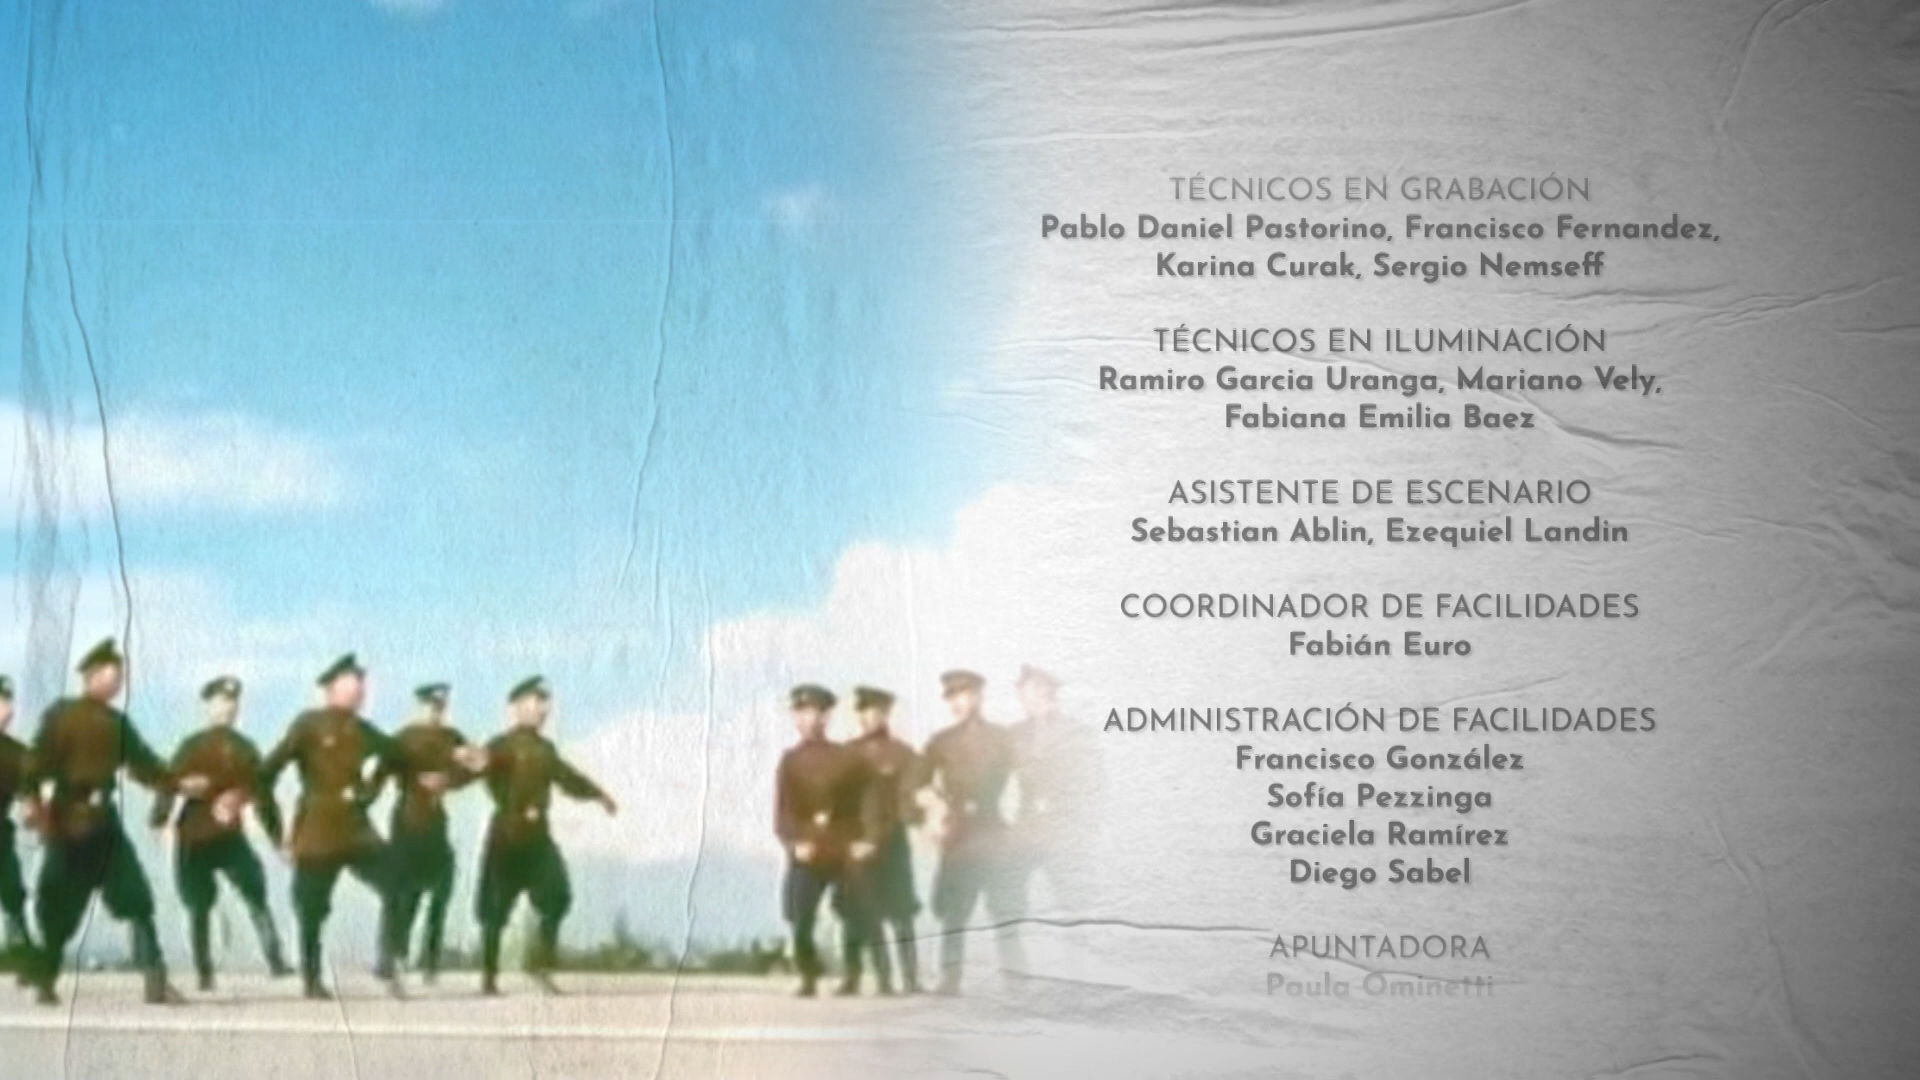 TÉCNICOS EN GRABACIÓN
Pablo Daniel Pastorino, Francisco Fernandez,
Karina Curak, Sergio Nemseff
TÉCNICOS EN ILUMINACIÓN
Ramiro Garcia Uranga, Mariano Vely,
Fabiana Emilia Baez
ASISTENTE DE ESCENARIO
Sebastian Ablin, Ezequiel Landin
COORDINADOR DE FACILIDADES
Fabián Euro
ADMINISTRACIÓN DE FACILIDADES
Francisco González
Sofía Pezzinga
Graciela Ramírez
Diego Sabel
APUNTADORA
Paula Ominetti